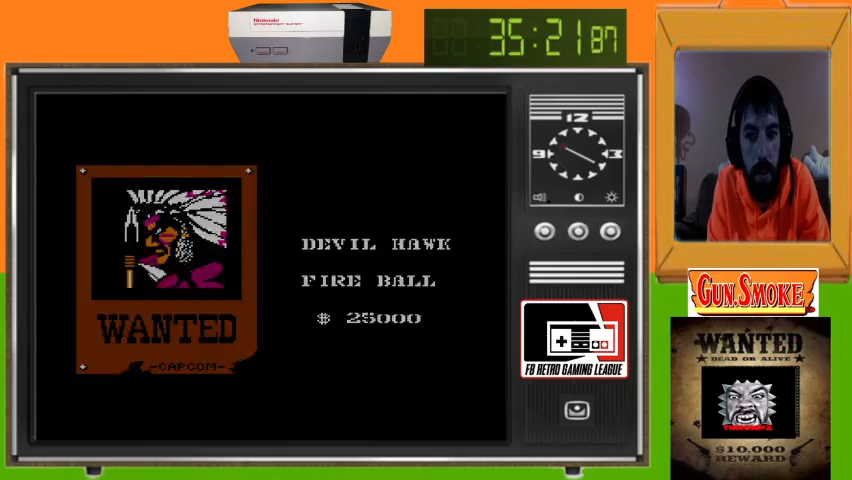 Nintendo
35:21 87
12
9
3
DEVIL HAWK
FIRE BALL
$ 25000
WANTED
-CAPCOM-
FB RETRO GAMING LEAGUE
GUN.SMOKE
WANTED
DEAD OR ALIVE
$10,000
REWARD